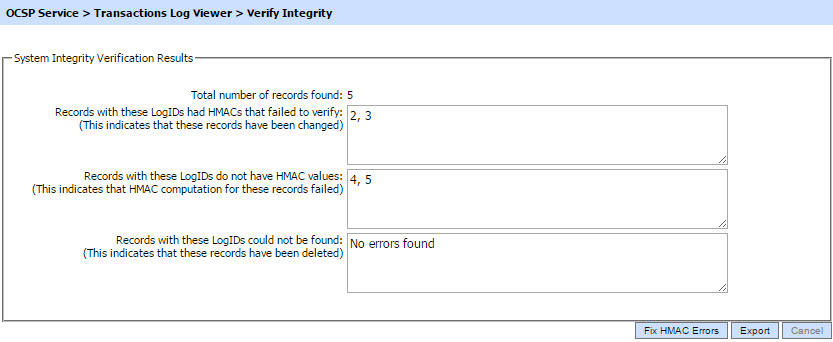 OCSP Service > Transactions Log Viewer > Verify Integrity
System Integrity Verification Results
Total number of records found: 5
Records with these LogIDs had HMACs that failed to verify:
(This indicates that these records have been changed)
2, 3
Records with these LogIDs do not have HMAC values:
(This indicates that HMAC computation for these records failed)
4, 5
Records with these LogIDs could not be found:
(This indicates that these records have been deleted)
No errors found
Fix HMAC Errors Export Cancel